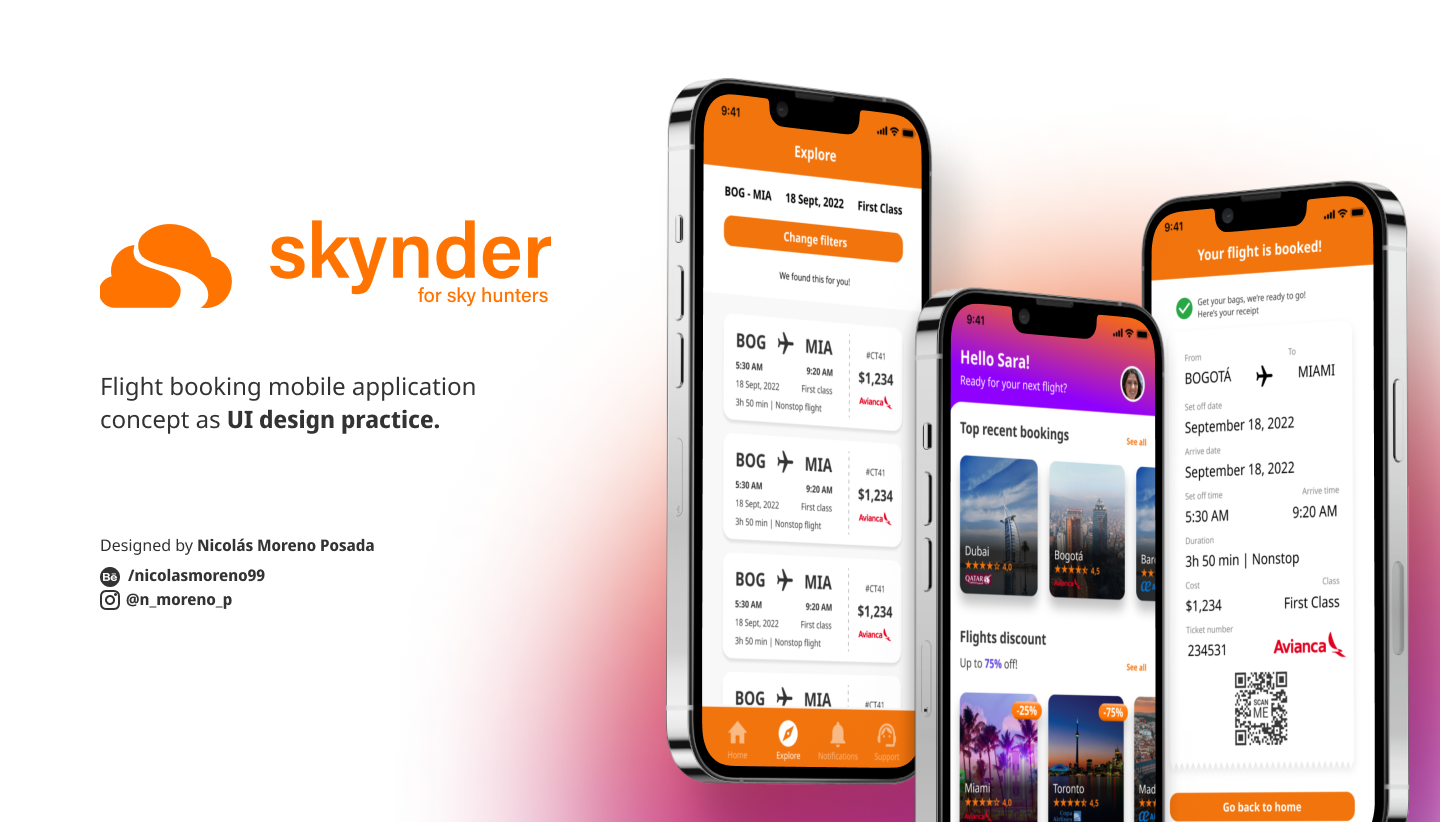 skynder
for sky hunters
Flight booking mobile application
concept as UI design practice.
Designed by Nicolás Moreno Posada
Bē /nicolasmoreno99
@n_moreno_p
9:41
Explore
BOG - MIA 18 Sept, 2022 First Class
Change filters
We found this for you!
BOG MIA
5:30 AM 9:20 AM
18 Sept, 2022 First class
3h 50 min | Nonstop flight
#CT41
$1,234
Avianca
BOG MIA
5:30 AM 9:20 AM
18 Sept, 2022 First class
3h 50 min | Nonstop flight
#CT41
$1,234
Avianca
BOG MIA
5:30 AM 9:20 AM
18 Sept, 2022 First class
3h 50 min | Nonstop flight
#CT41
$1,234
Avianca
BOG MIA
#CT41
Home Explore Notifications Support
9:41
Hello Sara!
Ready for your next flight?
Top recent bookings See all
Dubai
4,0
QATAR
Bogotá
4,5
Avianca
Flights discount
Up to 75% off!
See all
-25%
Miami
4,0
Avianca
-75%
Toronto
4,5
Copa Airlines
Mad
9:41
Your flight is booked!
Get your bags, we're ready to go!
Here's your receipt
From To
BOGOTÁ MIAMI
Set off date
September 18, 2022
Arrive date
September 18, 2022
Set off time Arrive time
5:30 AM 9:20 AM
Duration
3h 50 min | Nonstop
Cost Class
$1,234 First Class
Ticket number
234531
Avianca
SCAN
ME
Go back to home